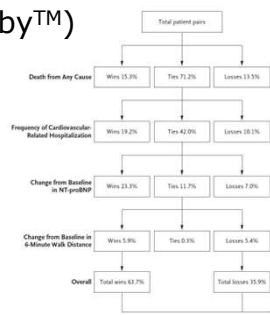 by™)
Total patient pairs
Death from Any Cause
Wins 15.3%
Ties 71.2%
Losses 13.5%
Frequency of Cardiovascular-
Related Hospitalization
Wins 19.2%
Ties 42.0%
Losses 10.1%
Change from Baseline
in NT-proBNP
Wins 23.3%
Ties 11.7%
Losses 7.0%
Change from Baseline in
6-Minute Walk Distance
Wins 5.9%
Ties 0.3%
Losses 5.4%
Overall
Total wins 63.7%
Total losses 35.9%